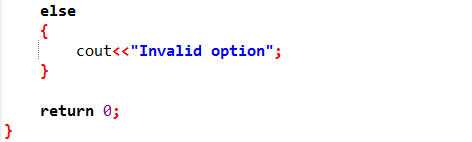 else
{
cout<<"Invalid option";
}
return 0;
}